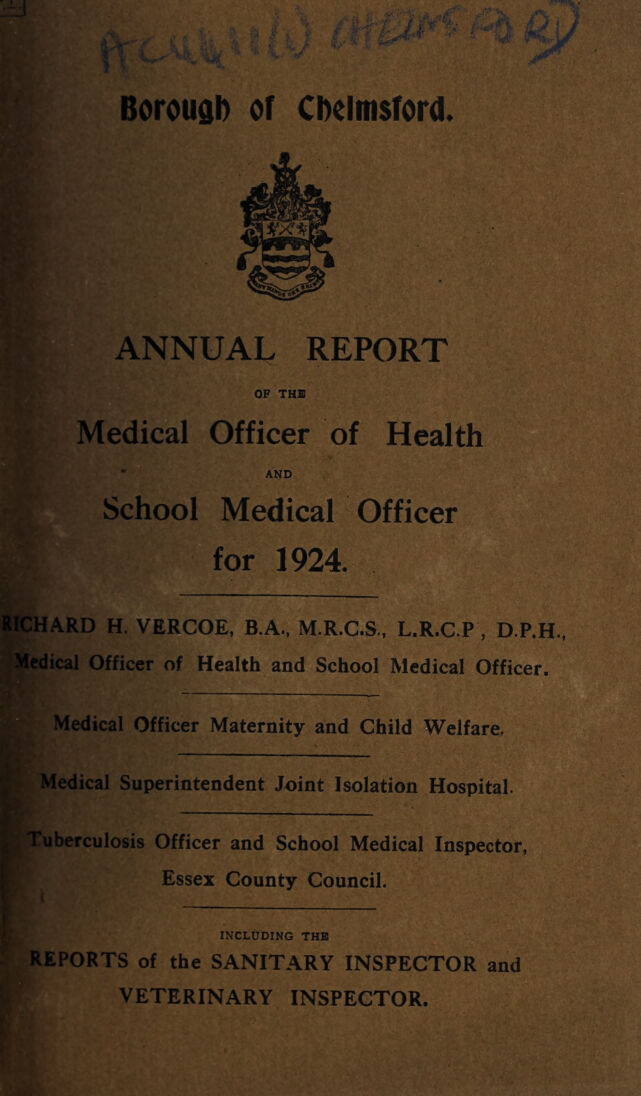 Borough of Chelmsford.
ANNUAL REPORT
OF THE
Medical Officer of Health
AND
School Medical Officer
for 1924.
RICHARD H. VERCOE, B.A., M.R.C.S., L.R.C.P, D.P.H.,
Medical Officer of Health and School Medical Officer.
Medical Officer Maternity and Child Welfare.
Medical Superintendent Joint Isolation Hospital.
Tuberculosis Officer and School Medical Inspector,
Essex County Council.
INCLUDING THE
REPORTS of the SANITARY INSPECTOR and
VETERINARY INSPECTOR.